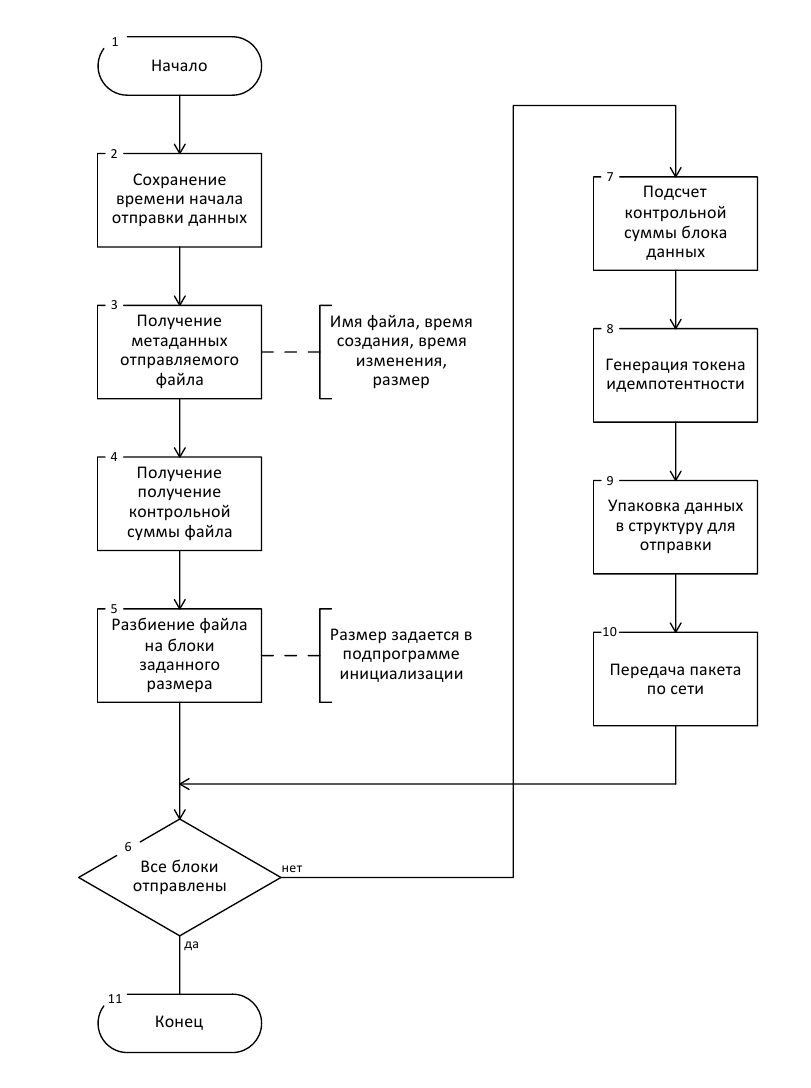 1
Начало
2
Сохранение
времени начала
отправки данных
3
Получение
метаданных
отправляемого
файла
Имя файла, время
создания, время
изменения,
размер
4
Получение
получение
контрольной
суммы файла
5
Разбиение файла
на блоки
заданного
размера
Размер задается в
подпрограмме
инициализации
6
Все блоки
отправлены
нет
да
7
Подсчет
контрольной
суммы блока
данных
8
Генерация токена
идемпотентности
9
Упаковка данных
в структуру для
отправки
10
Передача пакета
по сети
11
Конец